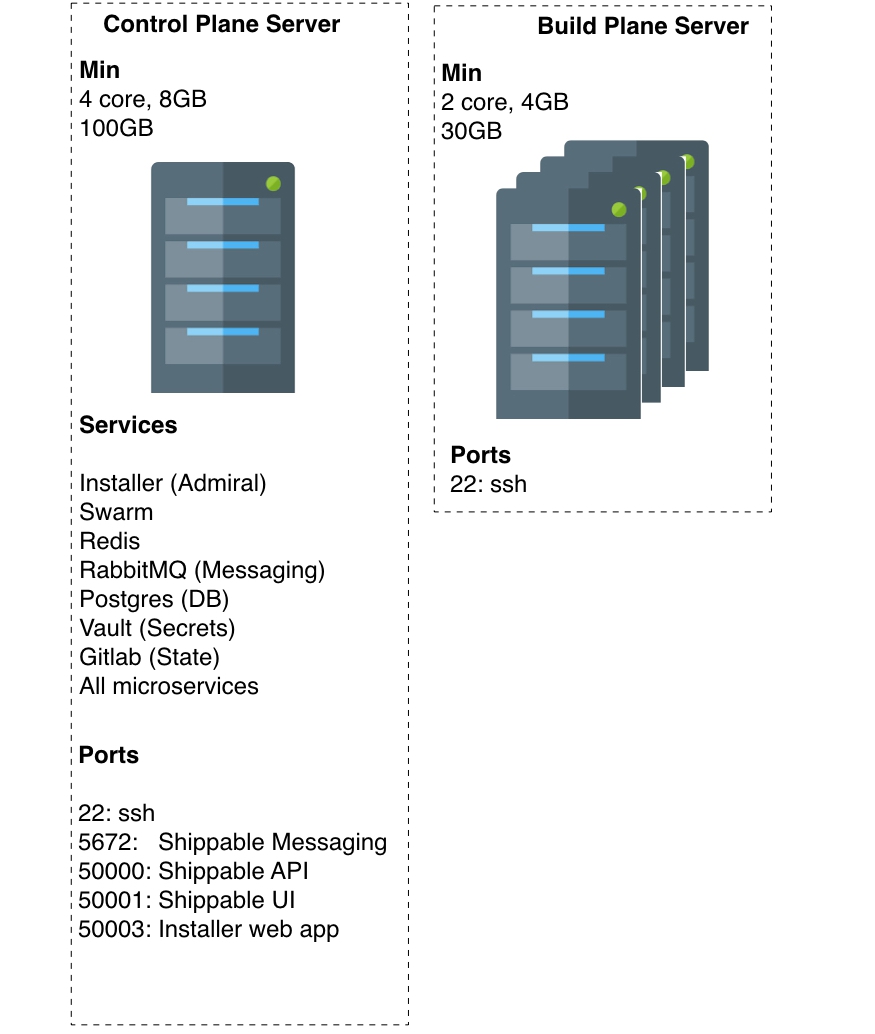 Control Plane Server
Min
4 core, 8GB
100GB
Services
Installer (Admiral)
Swarm
Redis
RabbitMQ (Messaging)
Postgres (DB)
Vault (Secrets)
Gitlab (State)
All microservices
Ports
22: ssh
5672: Shippable Messaging
50000: Shippable API
50001: Shippable UI
50003: Installer web app
Build Plane Server
Min
2 core, 4GB
30GB
Ports
22: ssh